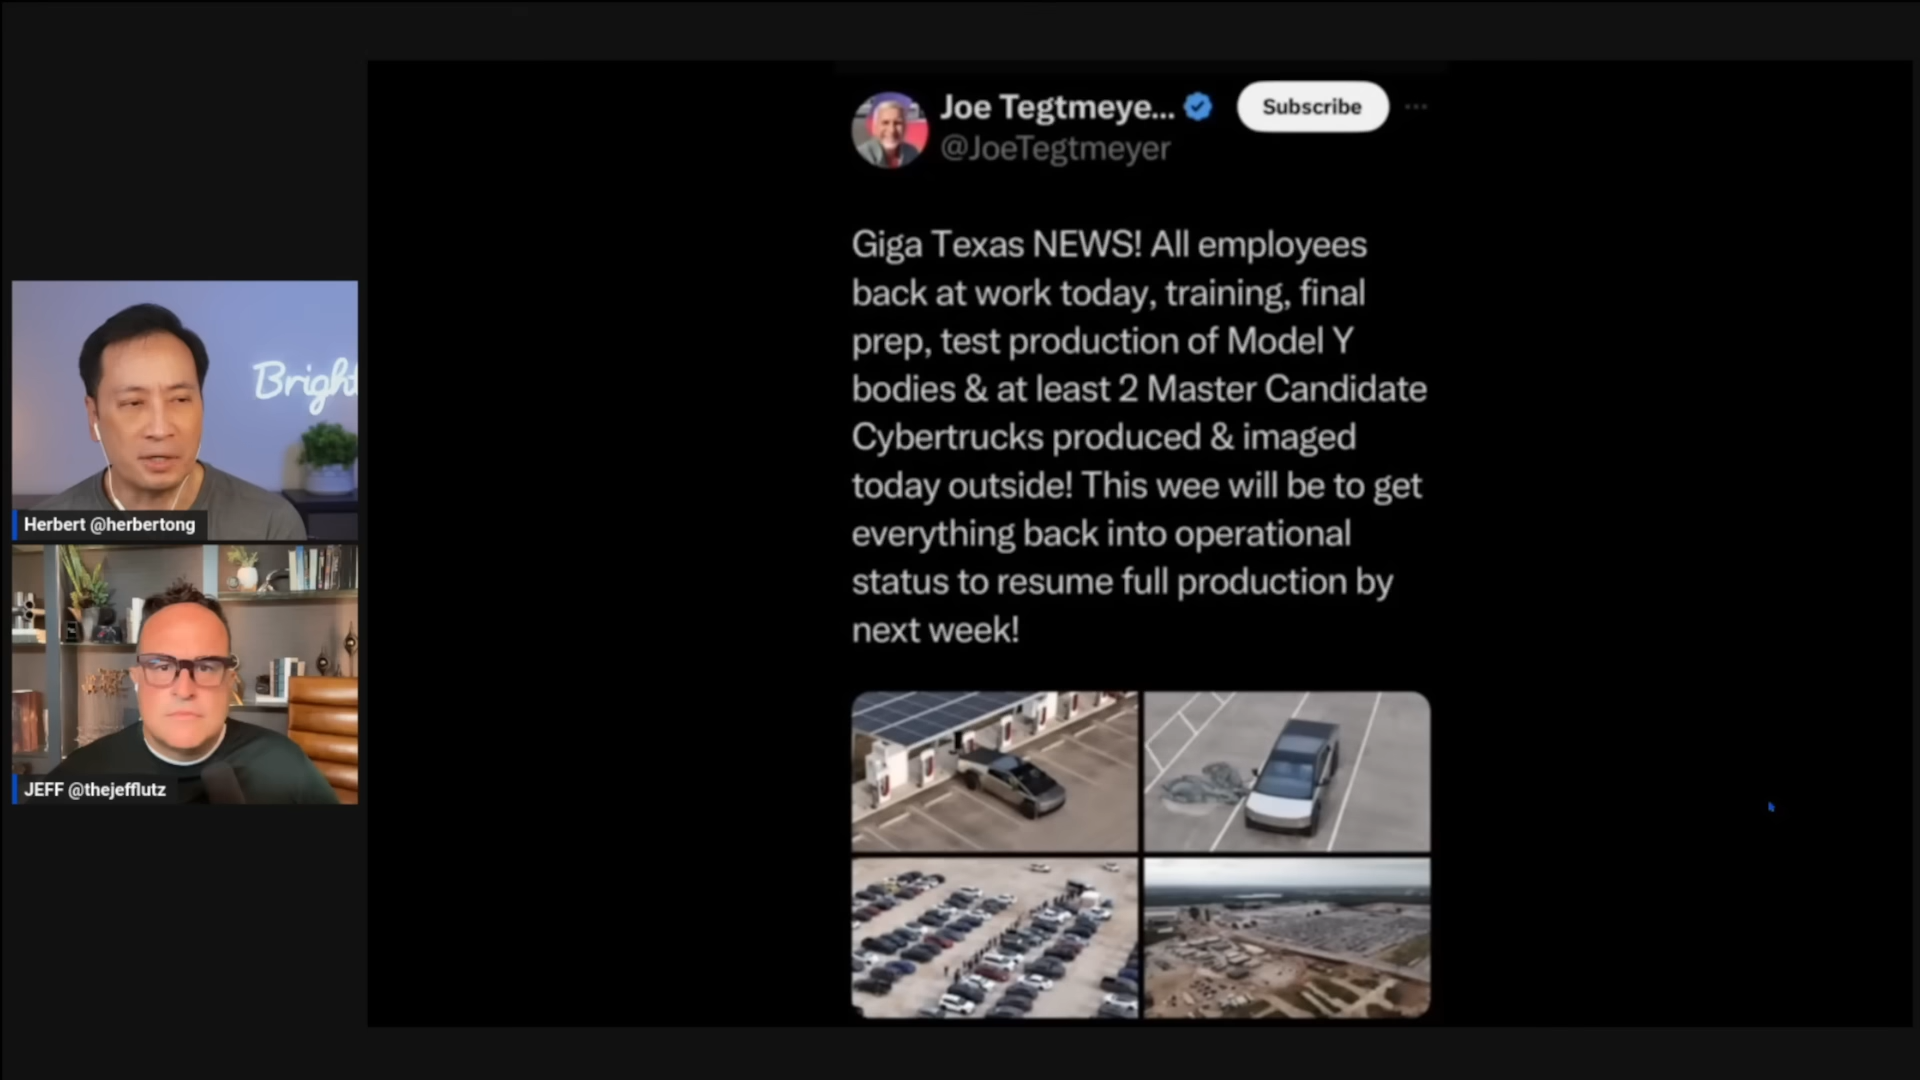 Joe Tegtmeye...
Subscribe
@JoeTegtmeyer
Giga Texas NEWS! All employees
back at work today, training, final
prep, test production of Model Y
bodies & at least 2 Master Candidate
Cybertrucks produced & imaged
today outside! This wee will be to get
everything back into operational
status to resume full production by
next week!
Bright
Herbert @herbertong
JEFF @thejefflutz